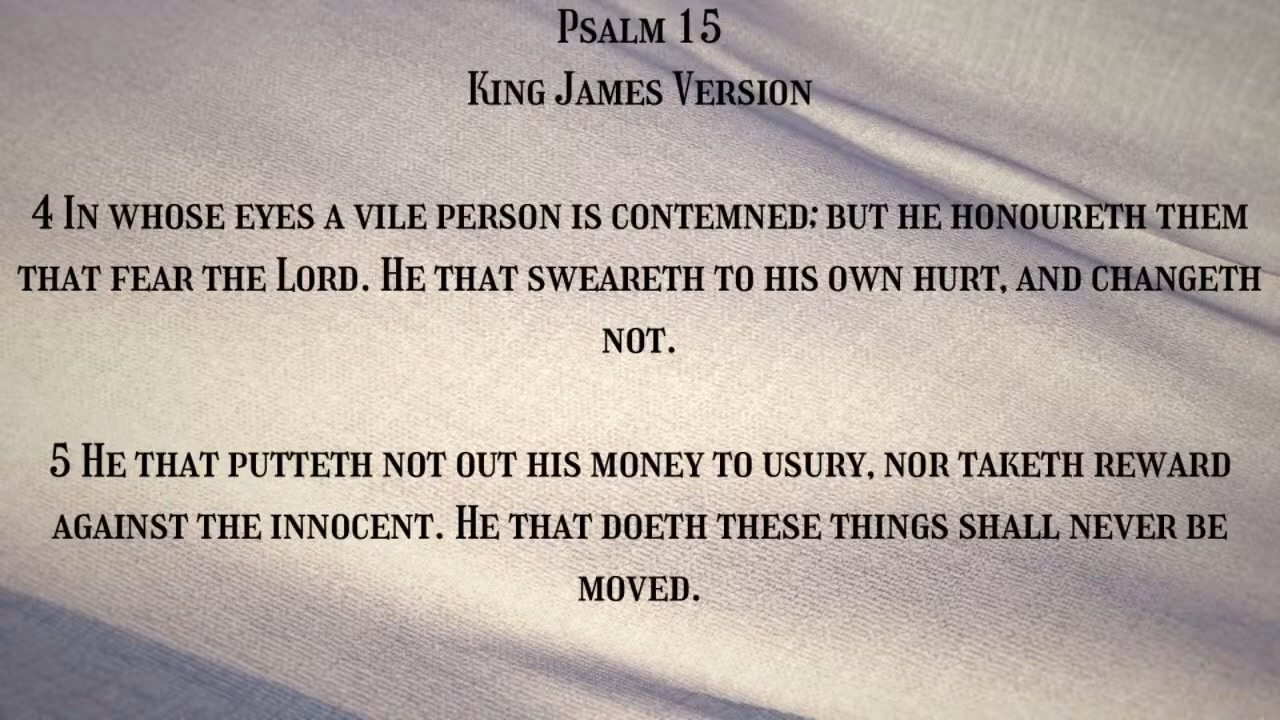 Psalm 15
King James Version
4 In whose eyes a vile person is contemned; but he honoureth them
that fear the Lord. He that sweareth to his own hurt, and changeth
not.
5 He that putteth not out his money to usury, nor taketh reward
against the innocent. He that doeth these things shall never be
moved.